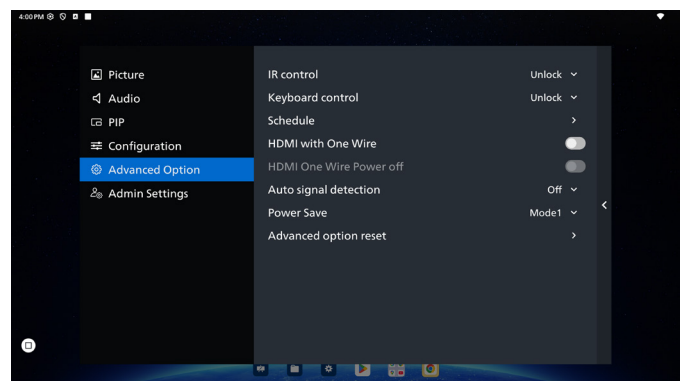 4:00 PM
Picture
Audio
PIP
Configuration
Advanced Option
Admin Settings
IR control Unlock
Keyboard control Unlock
Schedule
HDMI with One Wire
HDMI One Wire Power off
Auto signal detection Off
Power Save Mode1
Advanced option reset